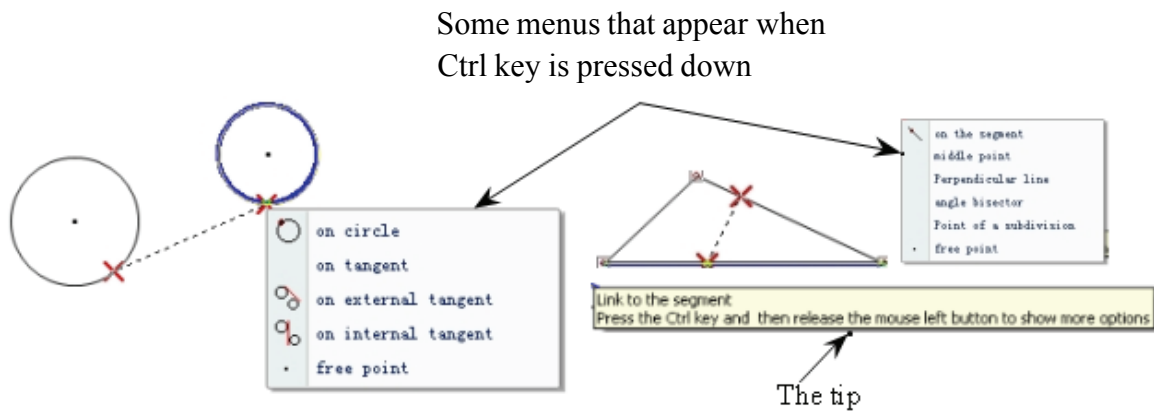 Some menus that appear when
Ctrl key is pressed down
on circle
on tangent
on external tangent
on internal tangent
free point
on the segment
middle point
Perpendicular line
angle bisector
Point of a subdivision
free point
Link to the segment
Press the Ctrl key and then release the mouse left button to show more options
The tip